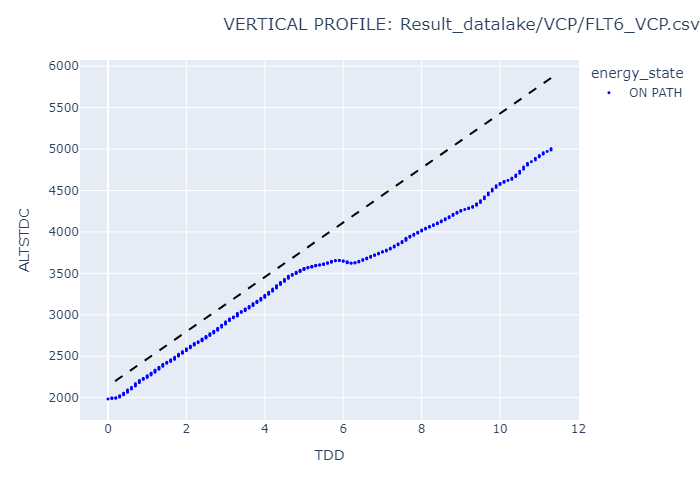 VERTICAL PROFILE: Result_datalake/VCP/FLT6_VCP.csv
energy_state
ON PATH
6000
5500
5000
4500
4000
3500
3000
2500
2000
ALTSTDC
0 2 4 6 8 10 12
TDD